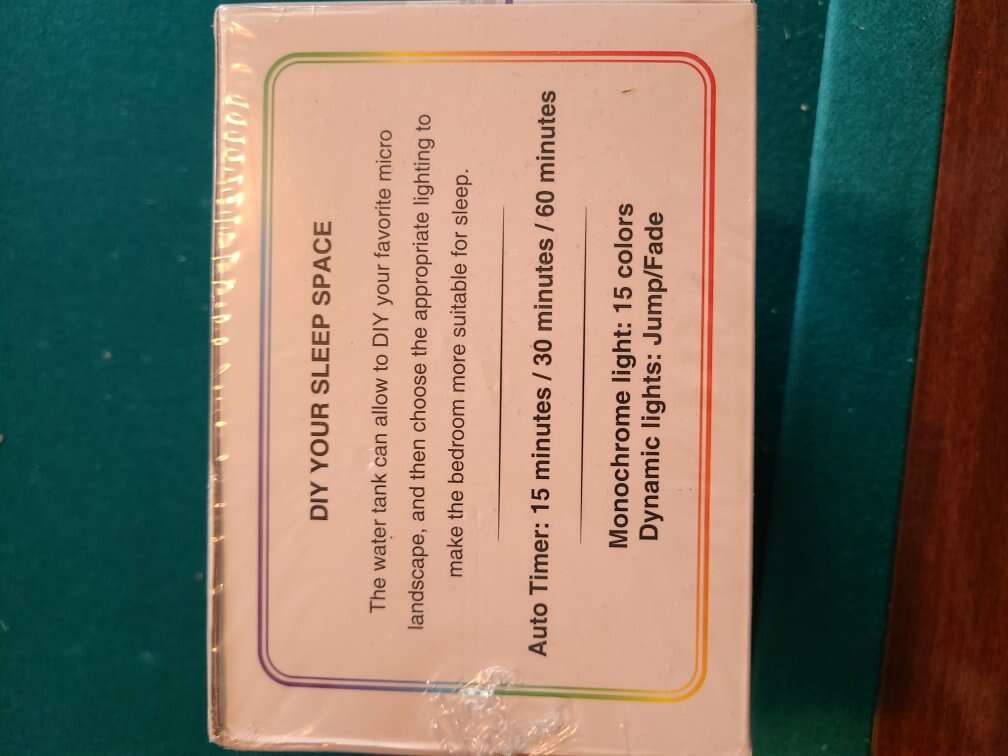 DIY YOUR SLEEP SPACE
The water tank can allow to DIY your favorite micro
landscape, and then choose the appropriate lighting to
make the bedroom more suitable for sleep.
Auto Timer: 15 minutes / 30 minutes / 60 minutes
Monochrome light: 15 colors
Dynamic lights: Jump/Fade